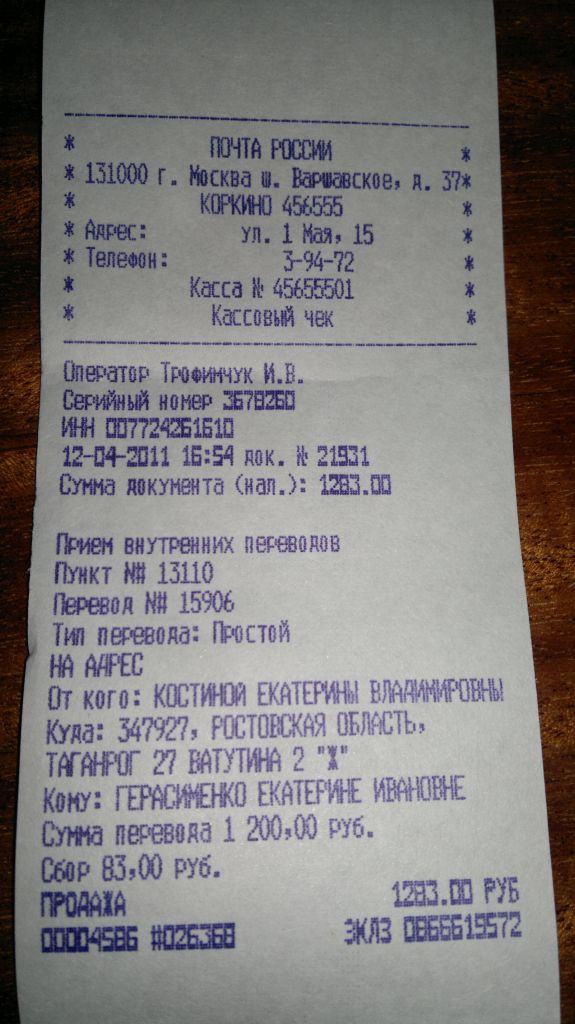 * ПОЧТА РОССИИ *
* 131000 г. Москва ш. Варшавское, д. 37*
* КОРКИНО 456555 *
* Адрес: ул. 1 Мая, 15 *
* Телефон: 3-94-72 *
* Касса № 45655501 *
* Кассовый чек *
Оператор Трофимчук И.В.
Серийный номер 3678260
ИНН 007724261610
12-04-2011 16:54 док. № 21931
Сумма документа (нал.): 1283.00
Прием внутренних переводов
Пункт №# 13110
Перевод №# 15906
Тип перевода: Простой
НА АДРЕС
От кого: КОСТИНОЙ ЕКАТЕРИНЫ ВЛАДИМИРОВНЫ
Куда: 347927, РОСТОВСКАЯ ОБЛАСТЬ,
ТАГАНРОГ 27 ВАТУТИНА 2 "Ж"
Кому: ГЕРАСИМЕНКО ЕКАТЕРИНЕ ИВАНОВНЕ
Сумма перевода 1 200,00 руб.
Сбор 83,00 руб.
ПРОДАЖА 1283.00 РУБ
00004586 #026368 ЭКЛЗ 0866619572